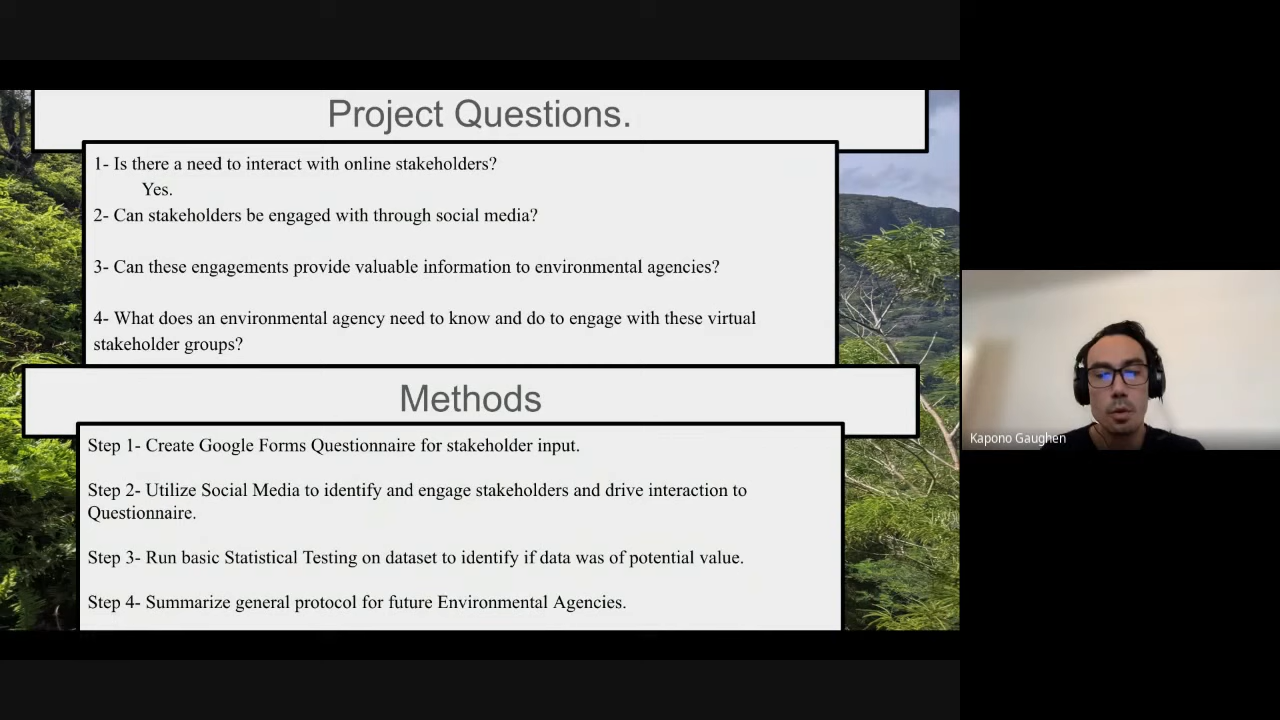 Project Questions.
1- Is there a need to interact with online stakeholders?
Yes.
2- Can stakeholders be engaged with through social media?
3- Can these engagements provide valuable information to environmental agencies?
4- What does an environmental agency need to know and do to engage with these virtual
stakeholder groups?
Methods
Step 1- Create Google Forms Questionnaire for stakeholder input.
Step 2- Utilize Social Media to identify and engage stakeholders and drive interaction to
Questionnaire.
Step 3- Run basic Statistical Testing on dataset to identify if data was of potential value.
Step 4- Summarize general protocol for future Environmental Agencies.
Kapono Gaughen